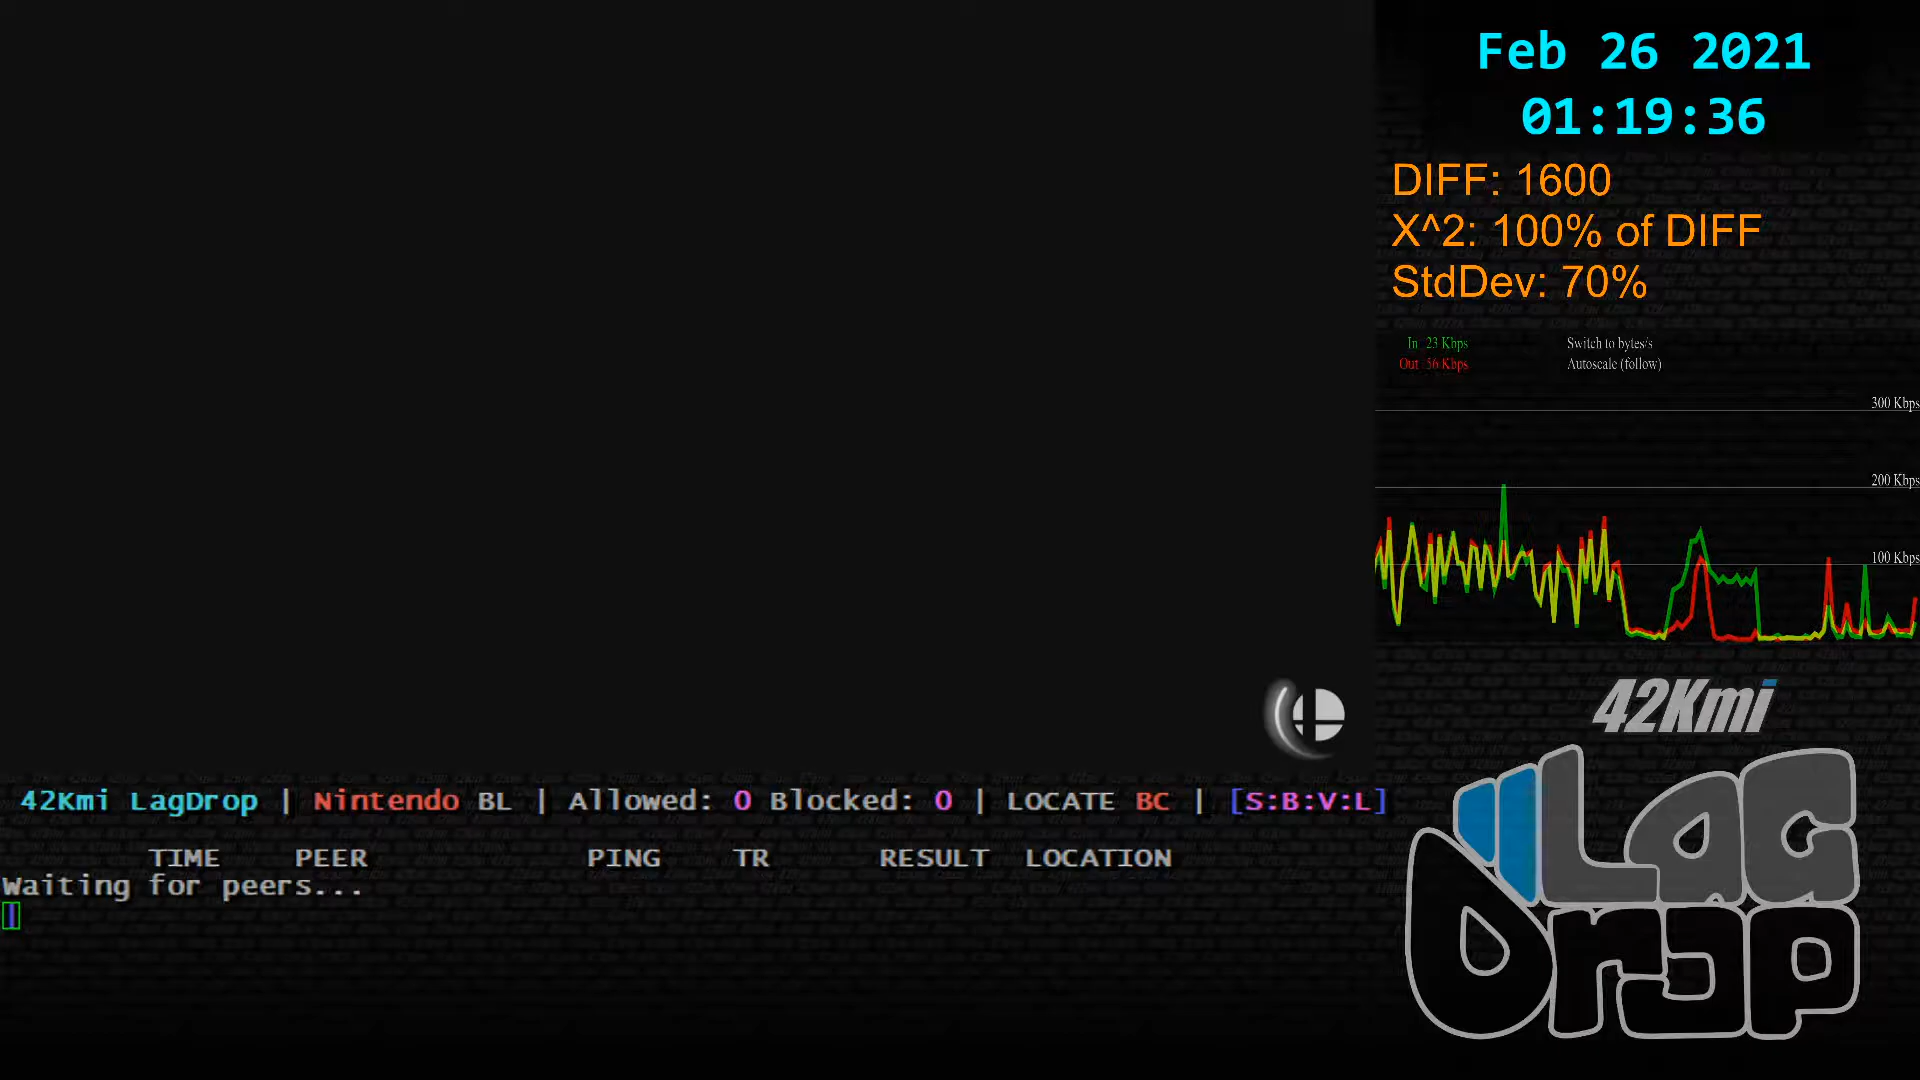 Feb 26 2021
01:19:36
DIFF: 1600
X^2: 100% of DIFF
StdDev: 70%
In 23 Kbps
Switch to bytes/s
Out 56 Kbps
Autoscale (follow)
300 Kbps
200 Kbps
100 Kbps
42Kmi
LAG
Drop
42Kmi LagDrop | Nintendo BL | Allowed: 0 Blocked: 0 | LOCATE BC | [S:B:V:L]
TIME PEER PING TR RESULT LOCATION
Waiting for peers...